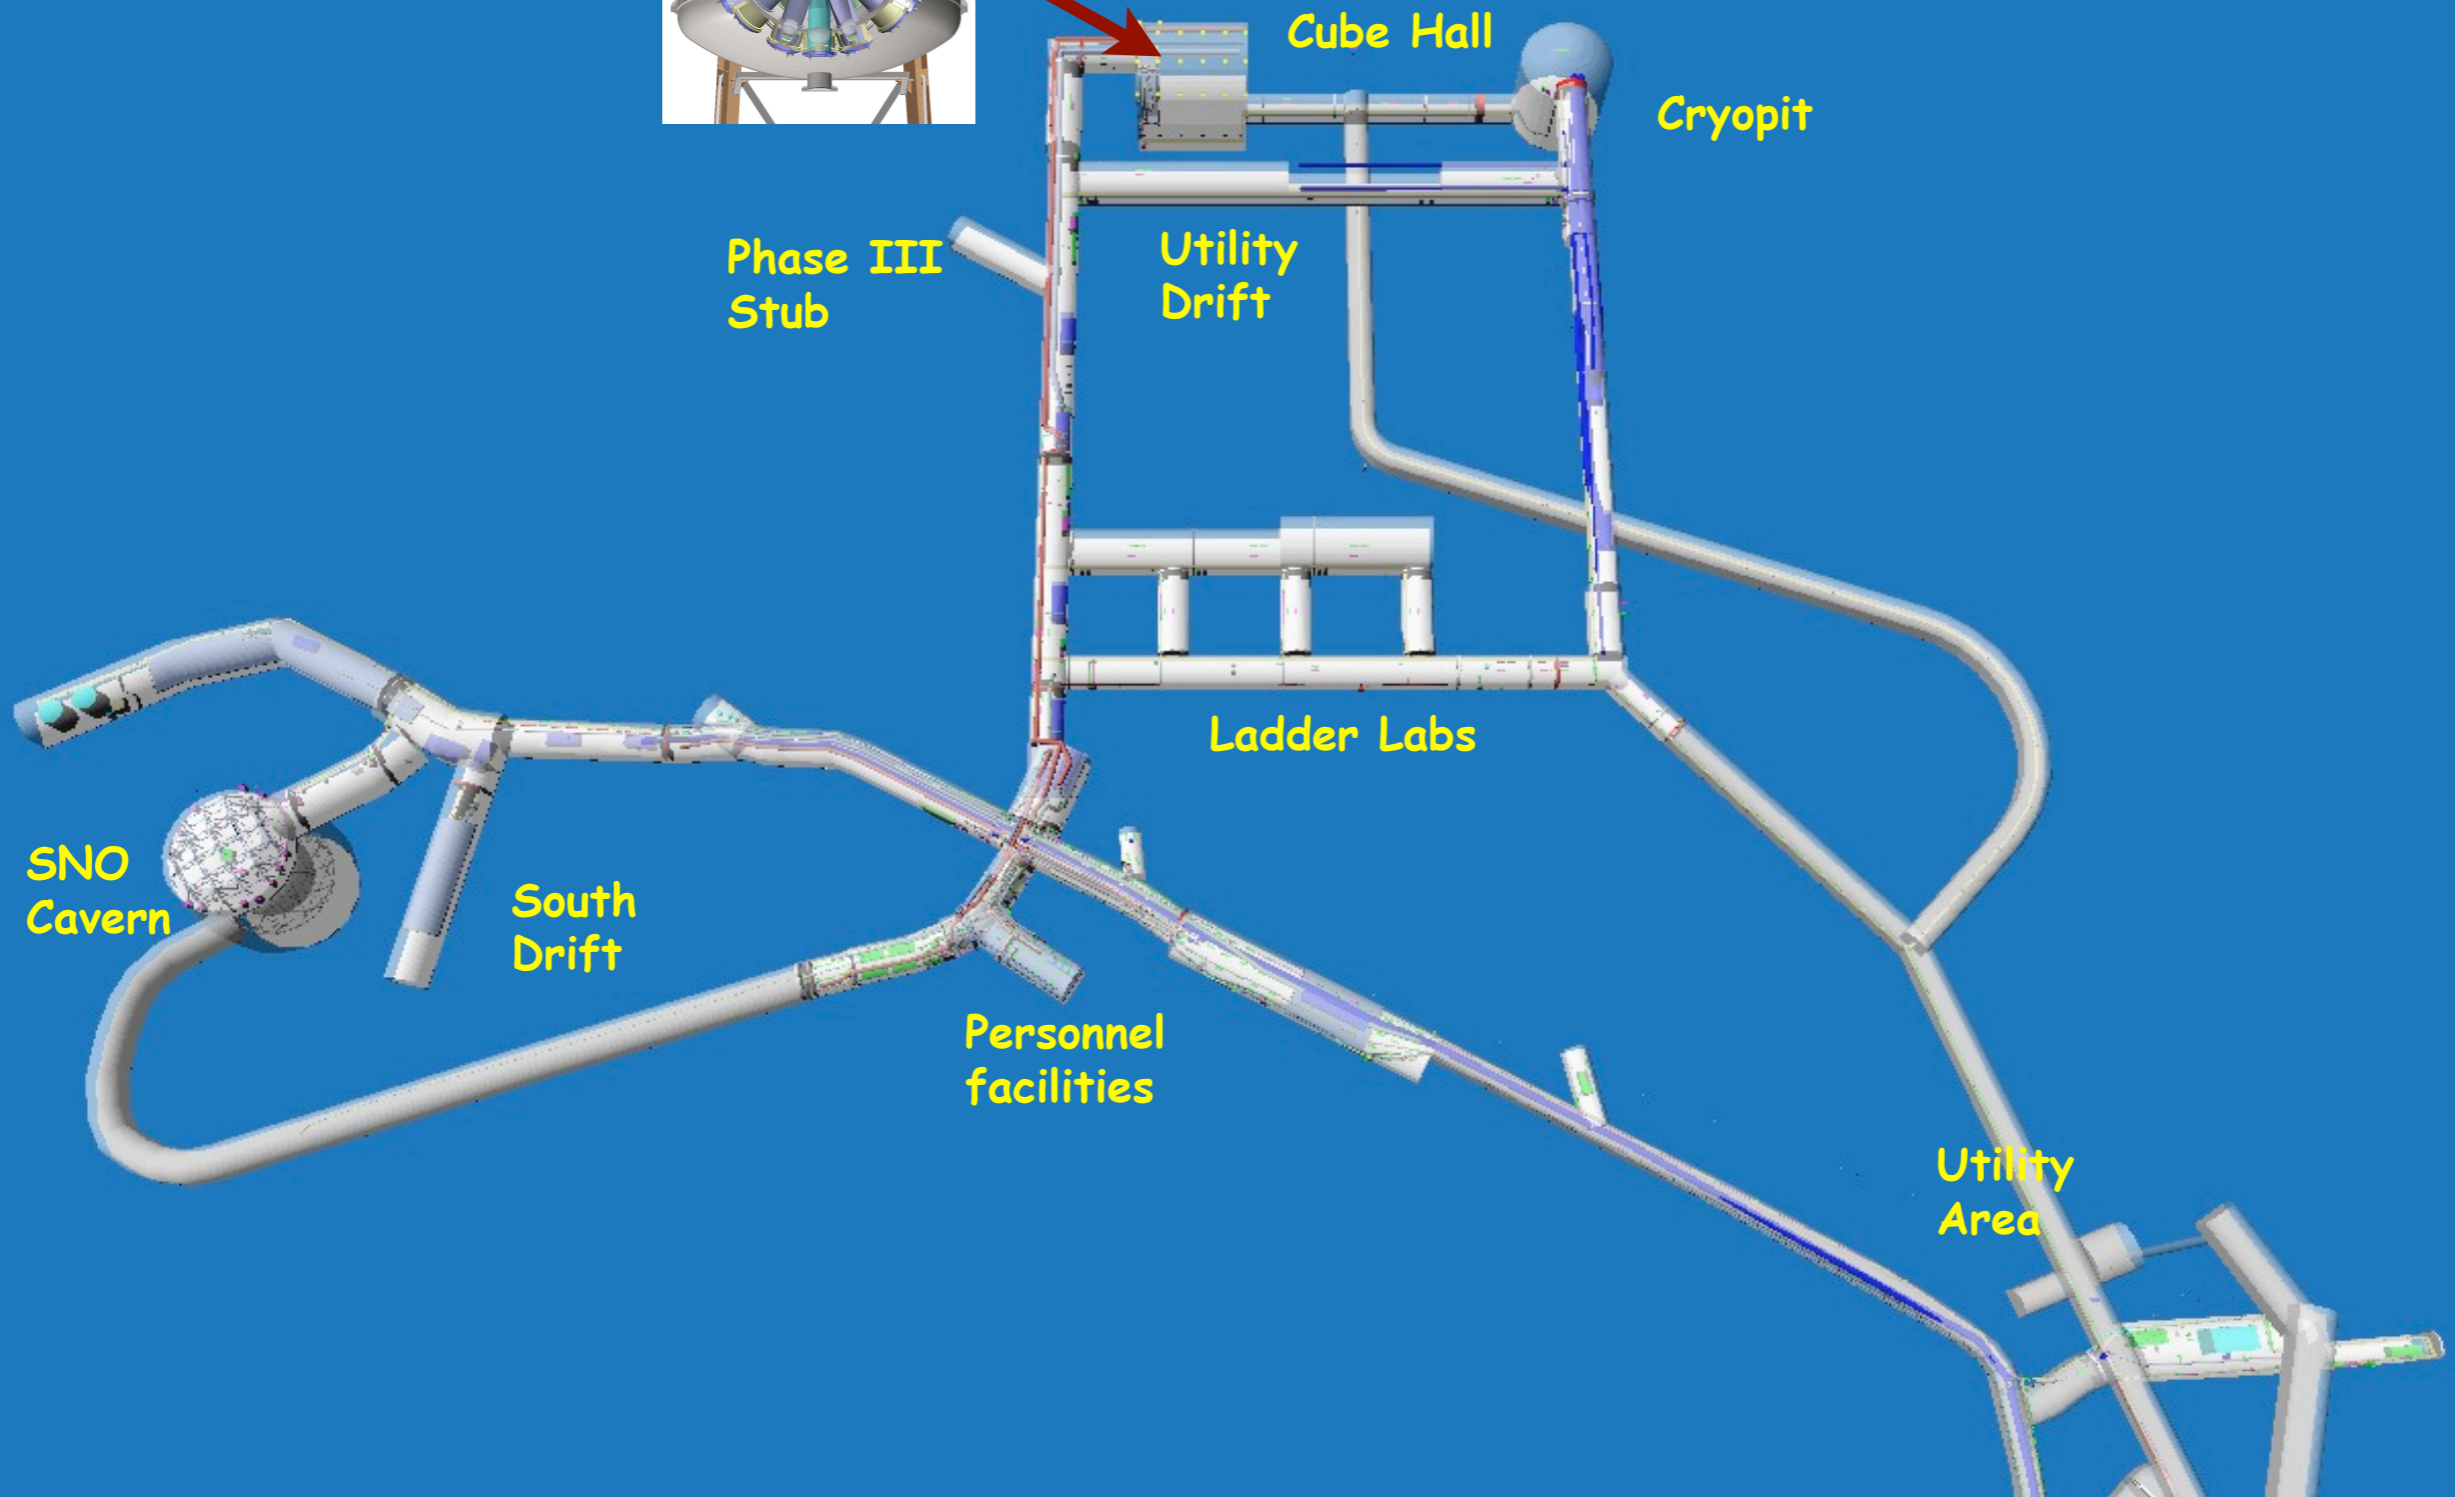 Cube Hall
Cryopit
Phase III
Stub
Utility
Drift
Ladder Labs
SNO
Cavern
South
Drift
Personnel
facilities
Utility
Area